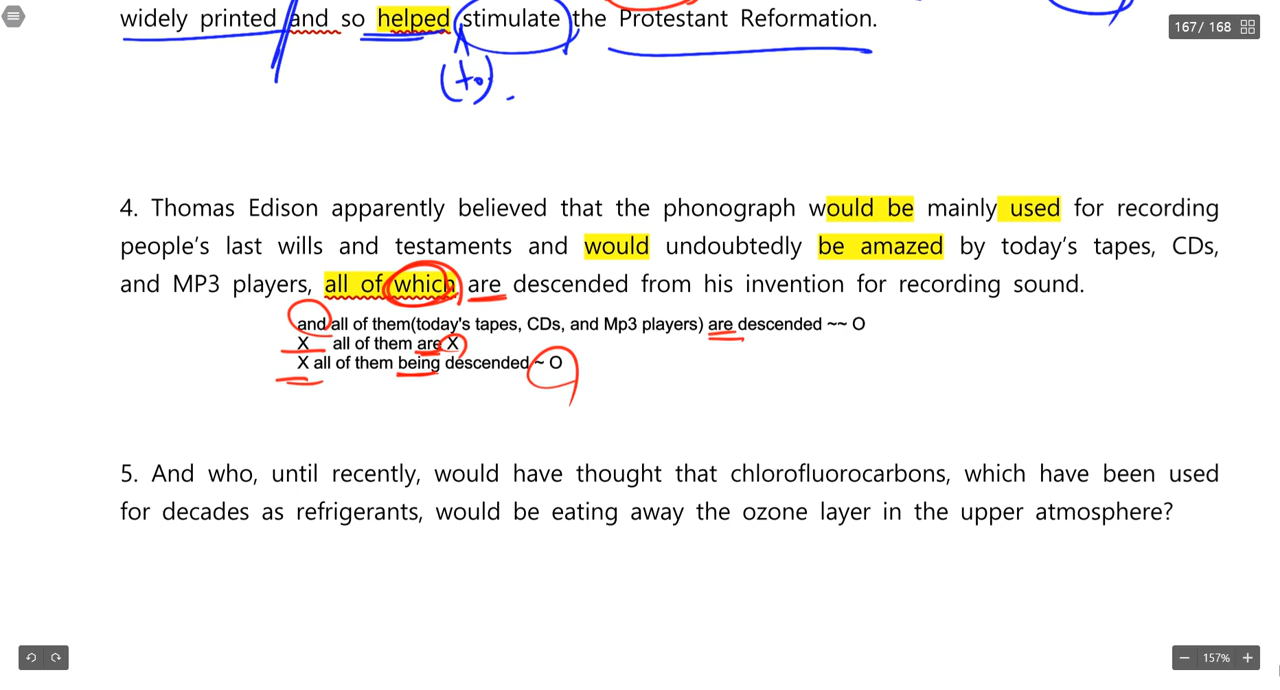 widely printed and so helped stimulate the Protestant Reformation.
167/ 168
(to)
4. Thomas Edison apparently believed that the phonograph would be mainly used for recording
people's last wills and testaments and would undoubtedly be amazed by today's tapes, CDs,
and MP3 players, all of which are descended from his invention for recording sound.
and all of them(today's tapes, CDs, and Mp3 players) are descended ~~ O
X all of them are X
X all of them being descended ~ O
5. And who, until recently, would have thought that chlorofluorocarbons, which have been used
for decades as refrigerants, would be eating away the ozone layer in the upper atmosphere?
157%